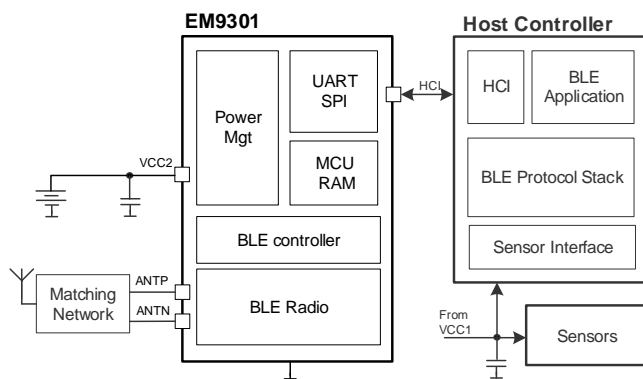 EM9301
Host Controller
Power
Mgt
UART
SPI
MCU
RAM
BLE controller
BLE Radio
HCI
HCI
BLE
Application
BLE Protocol Stack
Sensor Interface
VCC2
ANTP
ANTN
Matching
Network
From
VCC1
Sensors